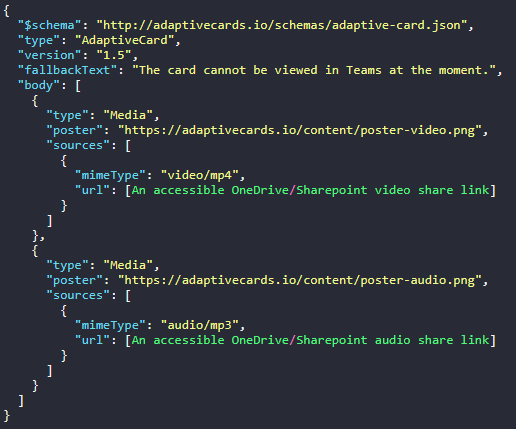 {
  "$schema": "http://adaptivecards.io/schemas/adaptive-card.json",
  "type": "AdaptiveCard",
  "version": "1.5",
  "fallbackText": "The card cannot be viewed in Teams at the moment.",
  "body": [
    {
      "type": "Media",
      "poster": "https://adaptivecards.io/content/poster-video.png",
      "sources": [
        {
          "mimeType": "video/mp4",
          "url": [An accessible OneDrive/Sharepoint video share link]
        }
      ]
    },
    {
      "type": "Media",
      "poster": "https://adaptivecards.io/content/poster-audio.png",
      "sources": [
        {
          "mimeType": "audio/mp3",
          "url": [An accessible OneDrive/Sharepoint audio share link]
        }
      ]
    }
  ]
}